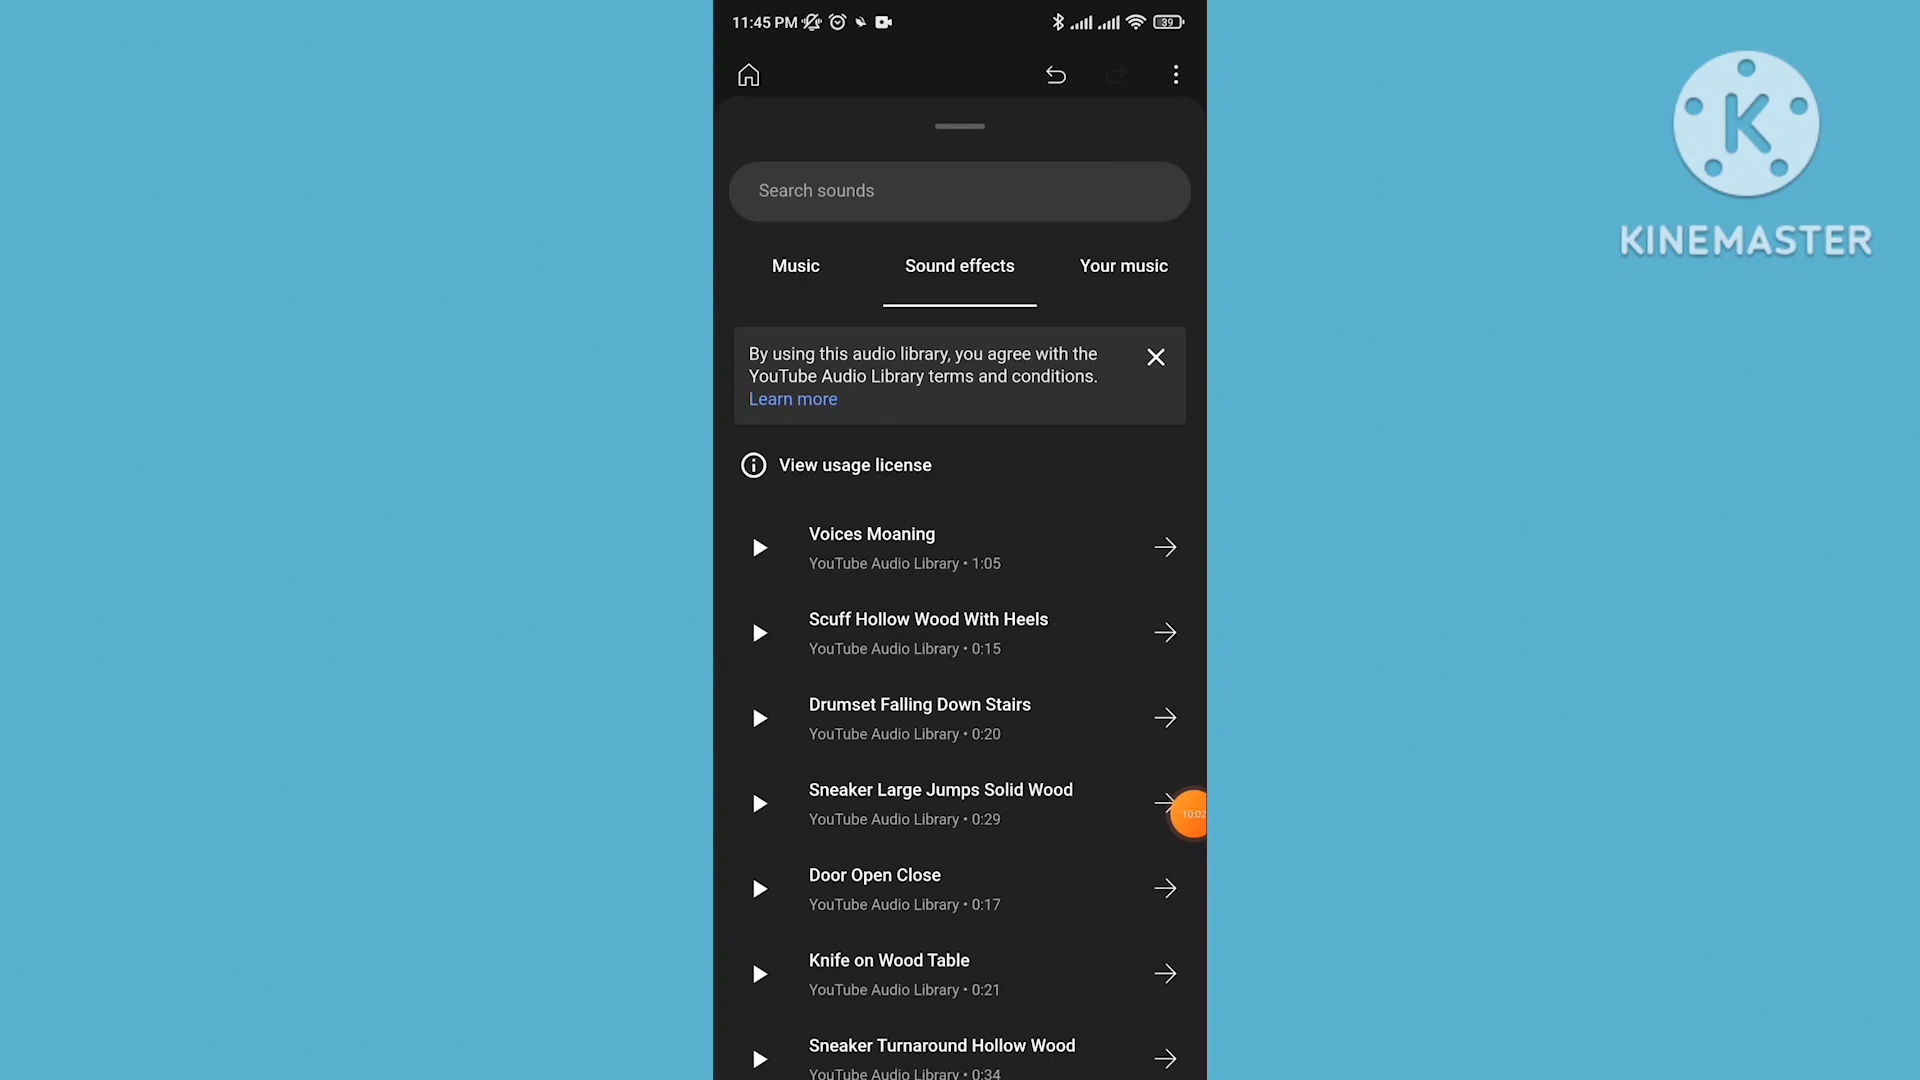 11:45 PM
39
K
KINEMASTER
Search sounds
Music
Sound effects
Your music
By using this audio library, you agree with the
YouTube Audio Library terms and conditions.
Learn more
View usage license
Voices Moaning
YouTube Audio Library • 1:05
Scuff Hollow Wood With Heels
YouTube Audio Library • 0:15
Drumset Falling Down Stairs
YouTube Audio Library • 0:20
Sneaker Large Jumps Solid Wood
YouTube Audio Library • 0:29
10:02
Door Open Close
YouTube Audio Library • 0:17
Knife on Wood Table
YouTube Audio Library • 0:21
Sneaker Turnaround Hollow Wood
YouTube Audio Library • 0:34